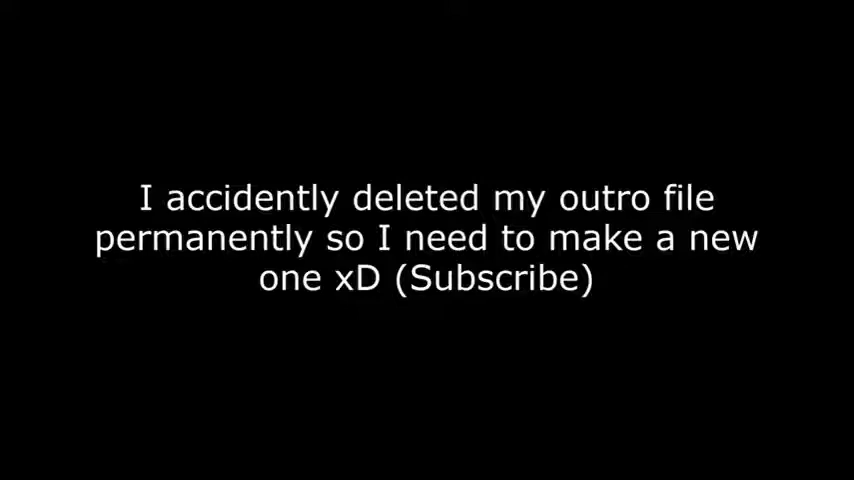 I accidently deleted my outro file
permanently so I need to make a new
one xD (Subscribe)